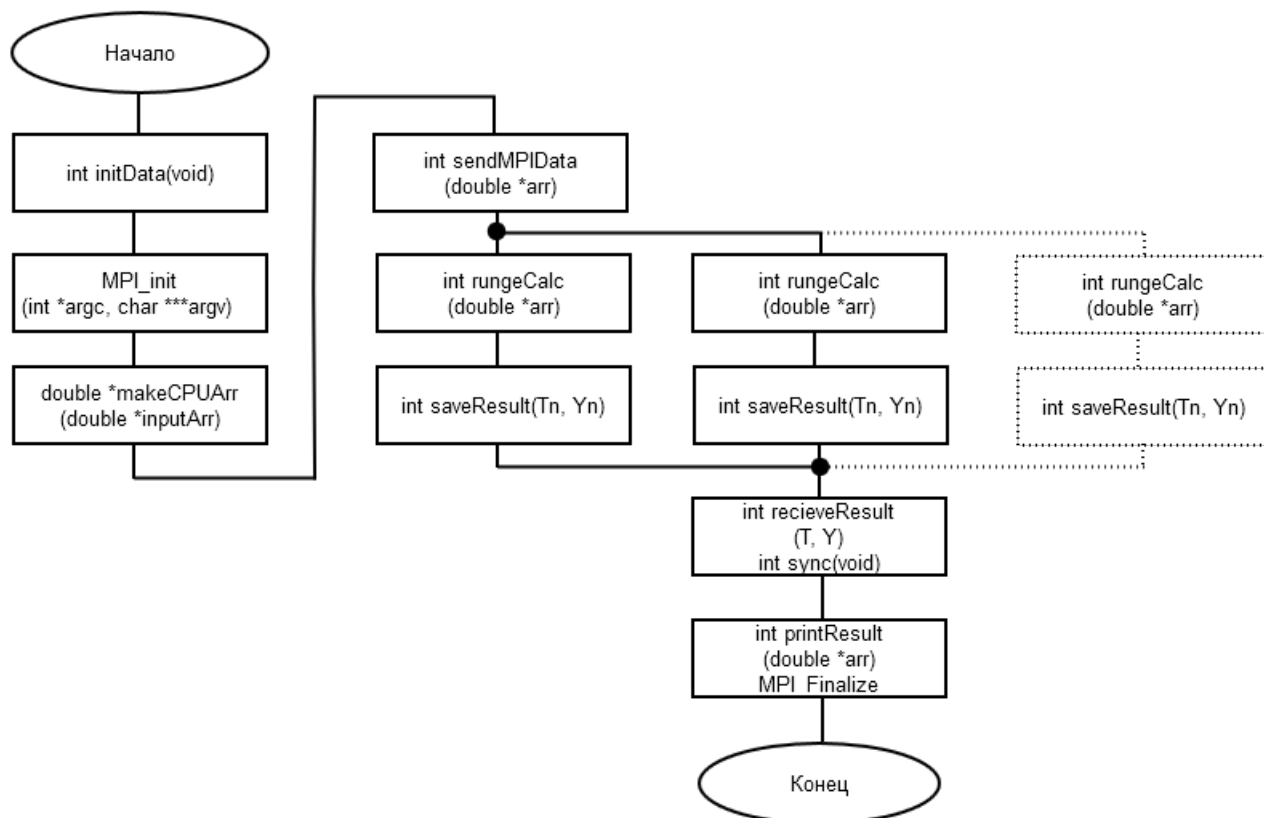 Начало
int initData(void)
MPI_init
(int *argc, char ***argv)
double *makeCPUArr
(double *inputArr)
int sendMPIData
(double *arr)
int rungeCalc
(double *arr)
int saveResult(Tn, Yn)
int rungeCalc
(double *arr)
int saveResult(Tn, Yn)
int rungeCalc
(double *arr)
int saveResult(Tn, Yn)
int recieveResult
(T, Y)
int sync(void)
int printResult
(double *arr)
MPI_Finalize
Конец